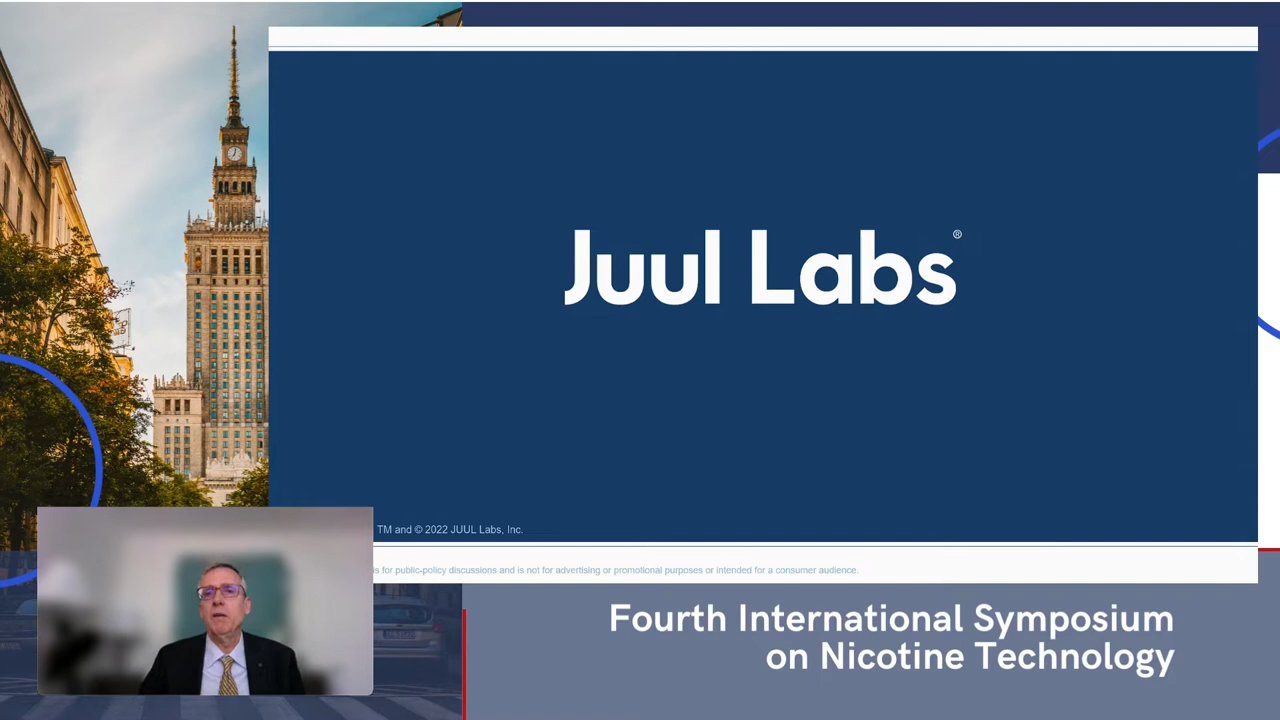 Juul Labs®
TM and © 2022 JUUL Labs, Inc.
is for public-policy discussions and is not for advertising or promotional purposes or intended for a consumer audience.
Fourth International Symposium
on Nicotine Technology